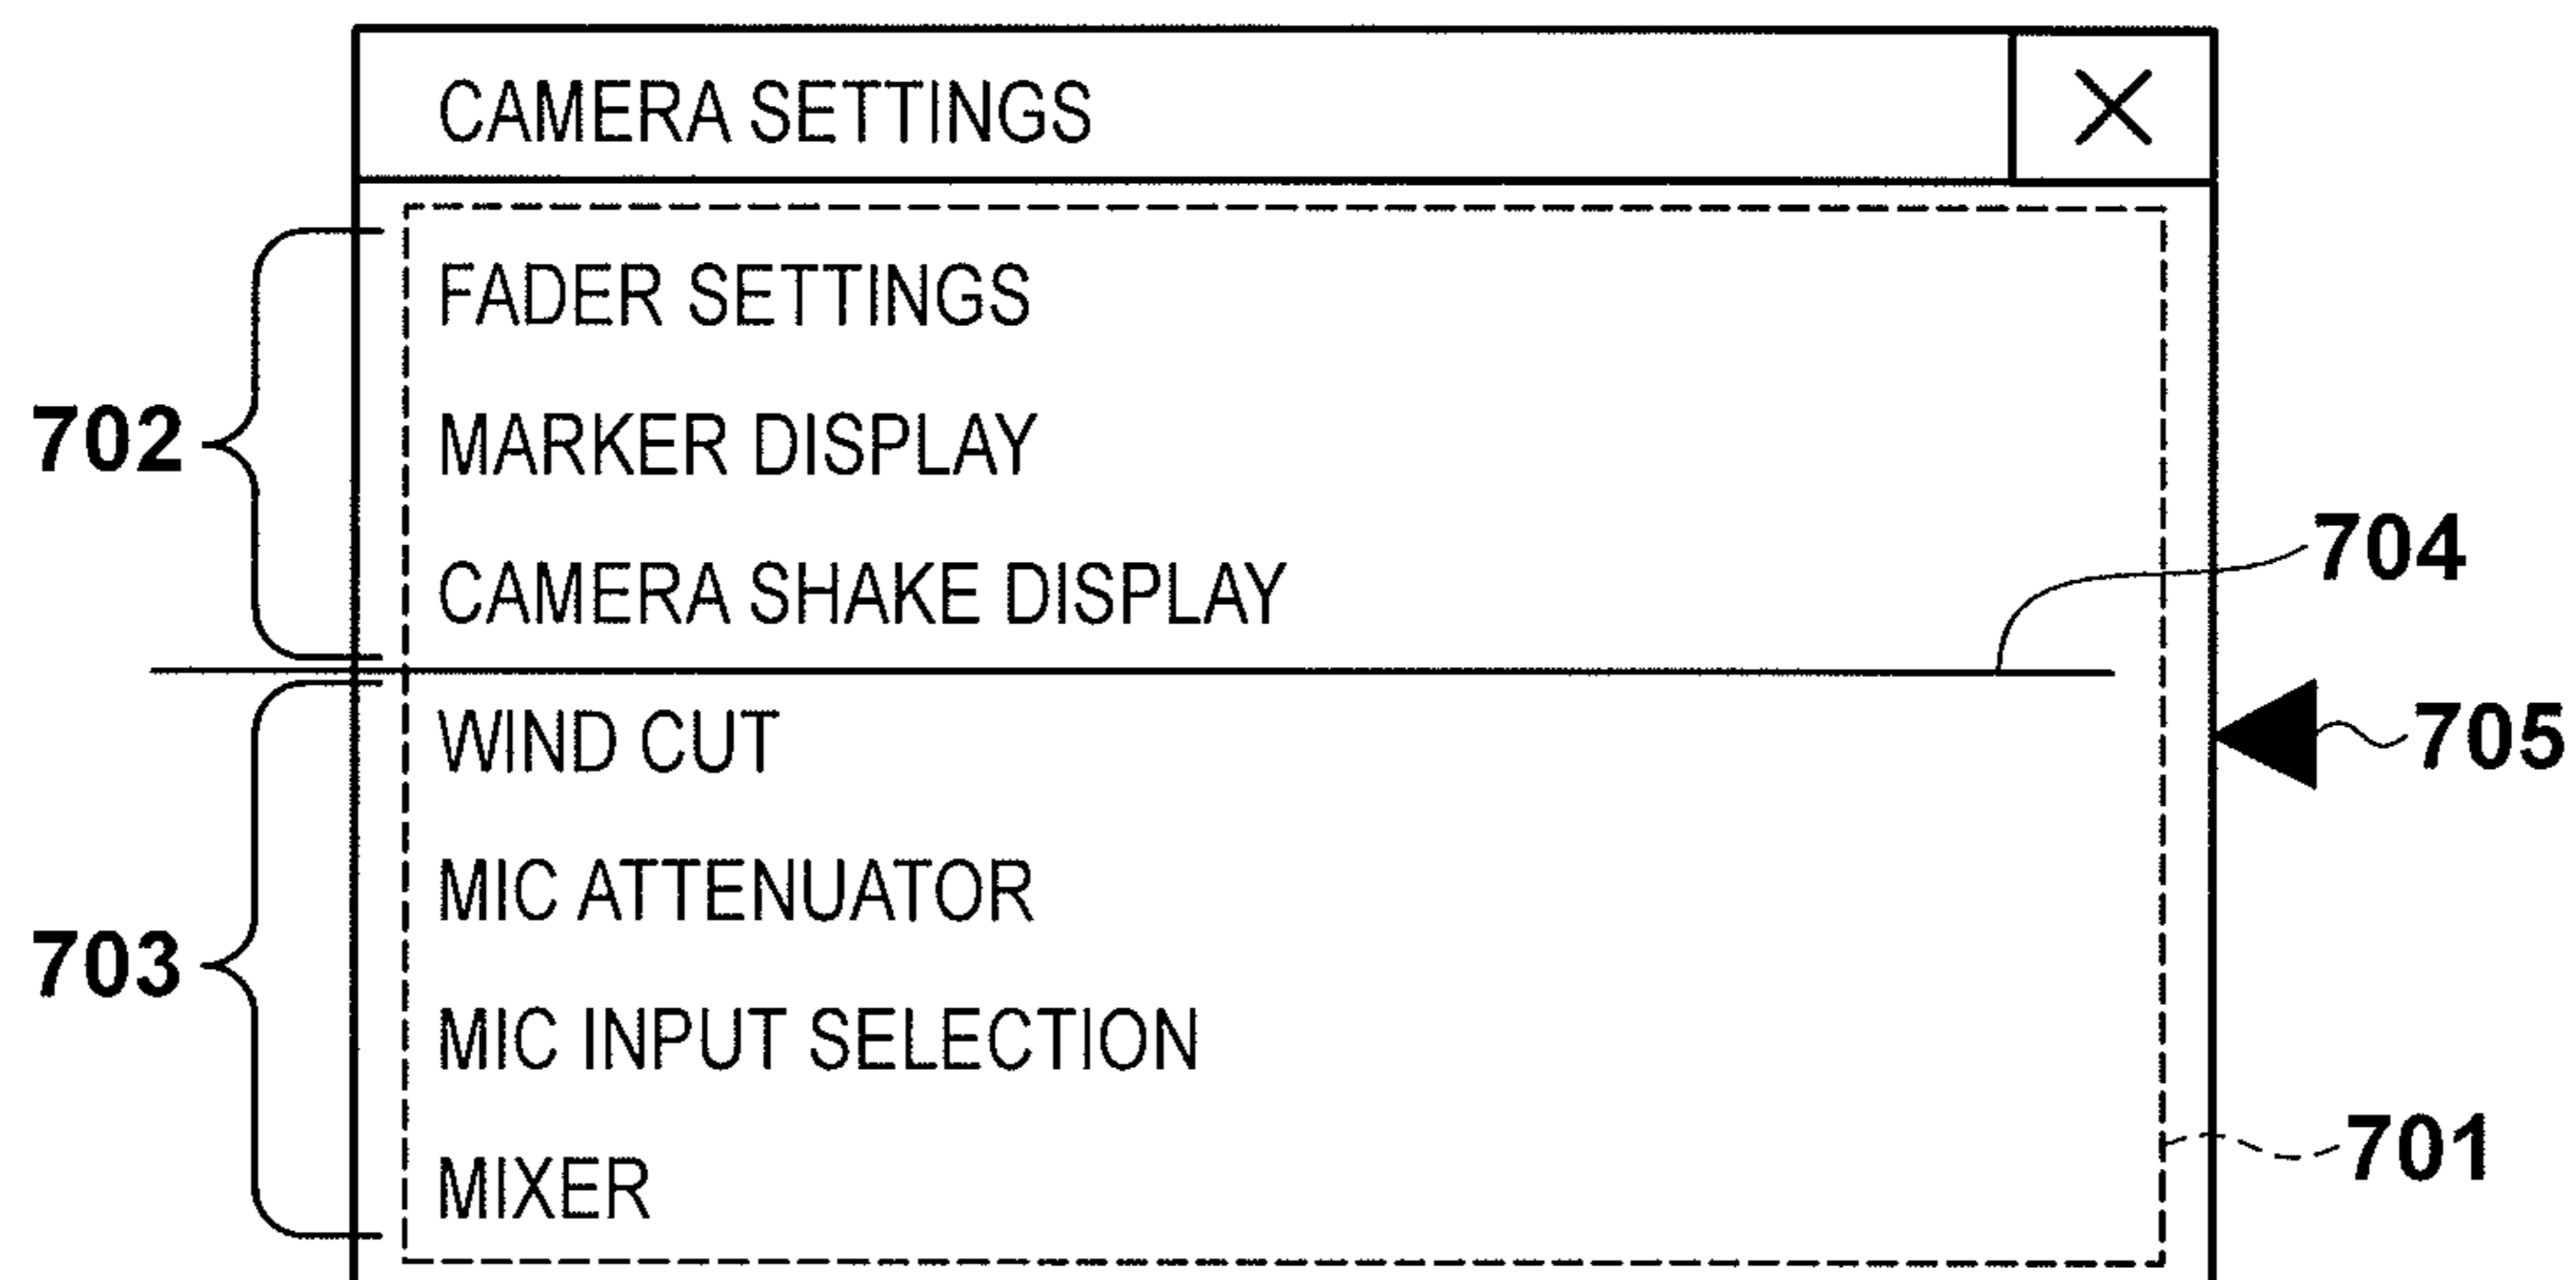 CAMERA SETTINGS X
FADER SETTINGS
MARKER DISPLAY
702
CAMERA SHAKE DISPLAY
704
WIND CUT
705
MIC ATTENUATOR
703
MIC INPUT SELECTION
701
MIXER